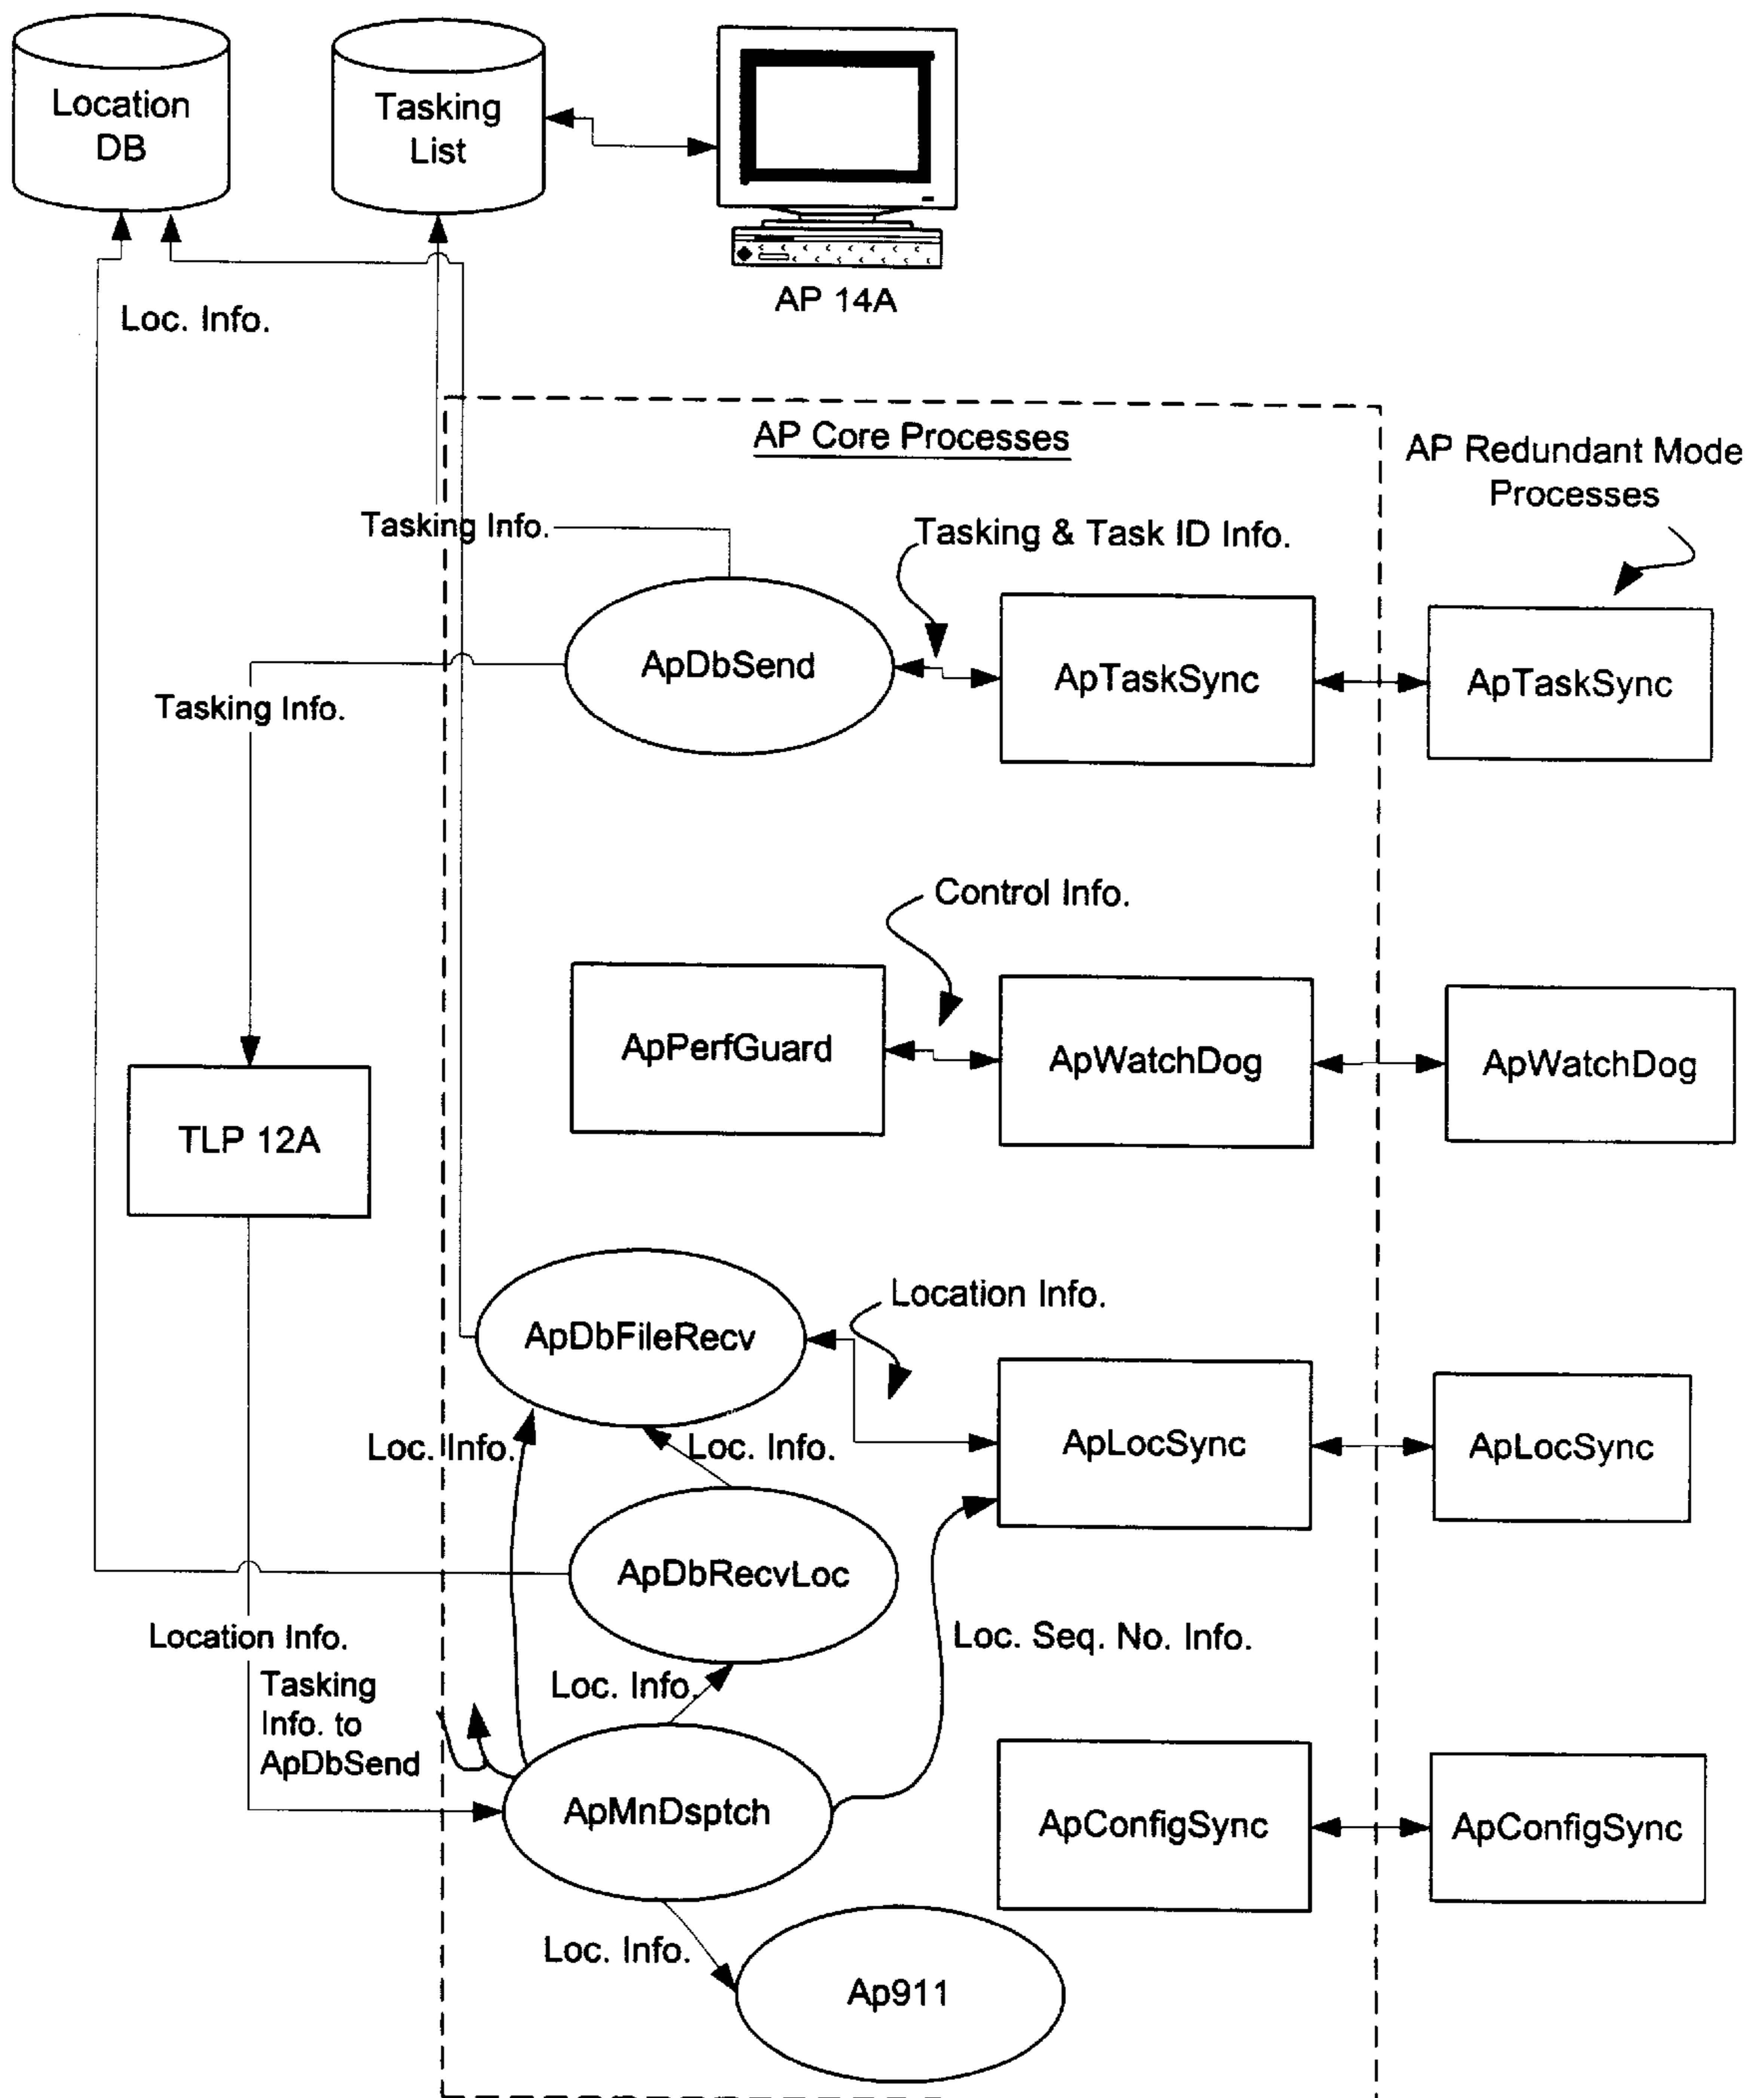 Location
DB
Tasking
List
AP 14A
Loc. Info.
AP Core Processes
AP Redundant Mode
Processes
Tasking Info.
Tasking & Task ID Info.
ApDbSend
ApTaskSync
ApTaskSync
Tasking Info.
Control Info.
ApPerfGuard
ApWatchDog
ApWatchDog
TLP 12A
Location Info.
ApDbFileRecv
Loc. Info.
Loc. Info.
ApLocSync
ApLocSync
ApDbRecvLoc
Location Info.
Loc. Seq. No. Info.
Tasking
Info. to
ApDbSend
Loc. Info.
ApMnDsptch
ApConfigSync
ApConfigSync
Loc. Info.
Ap911